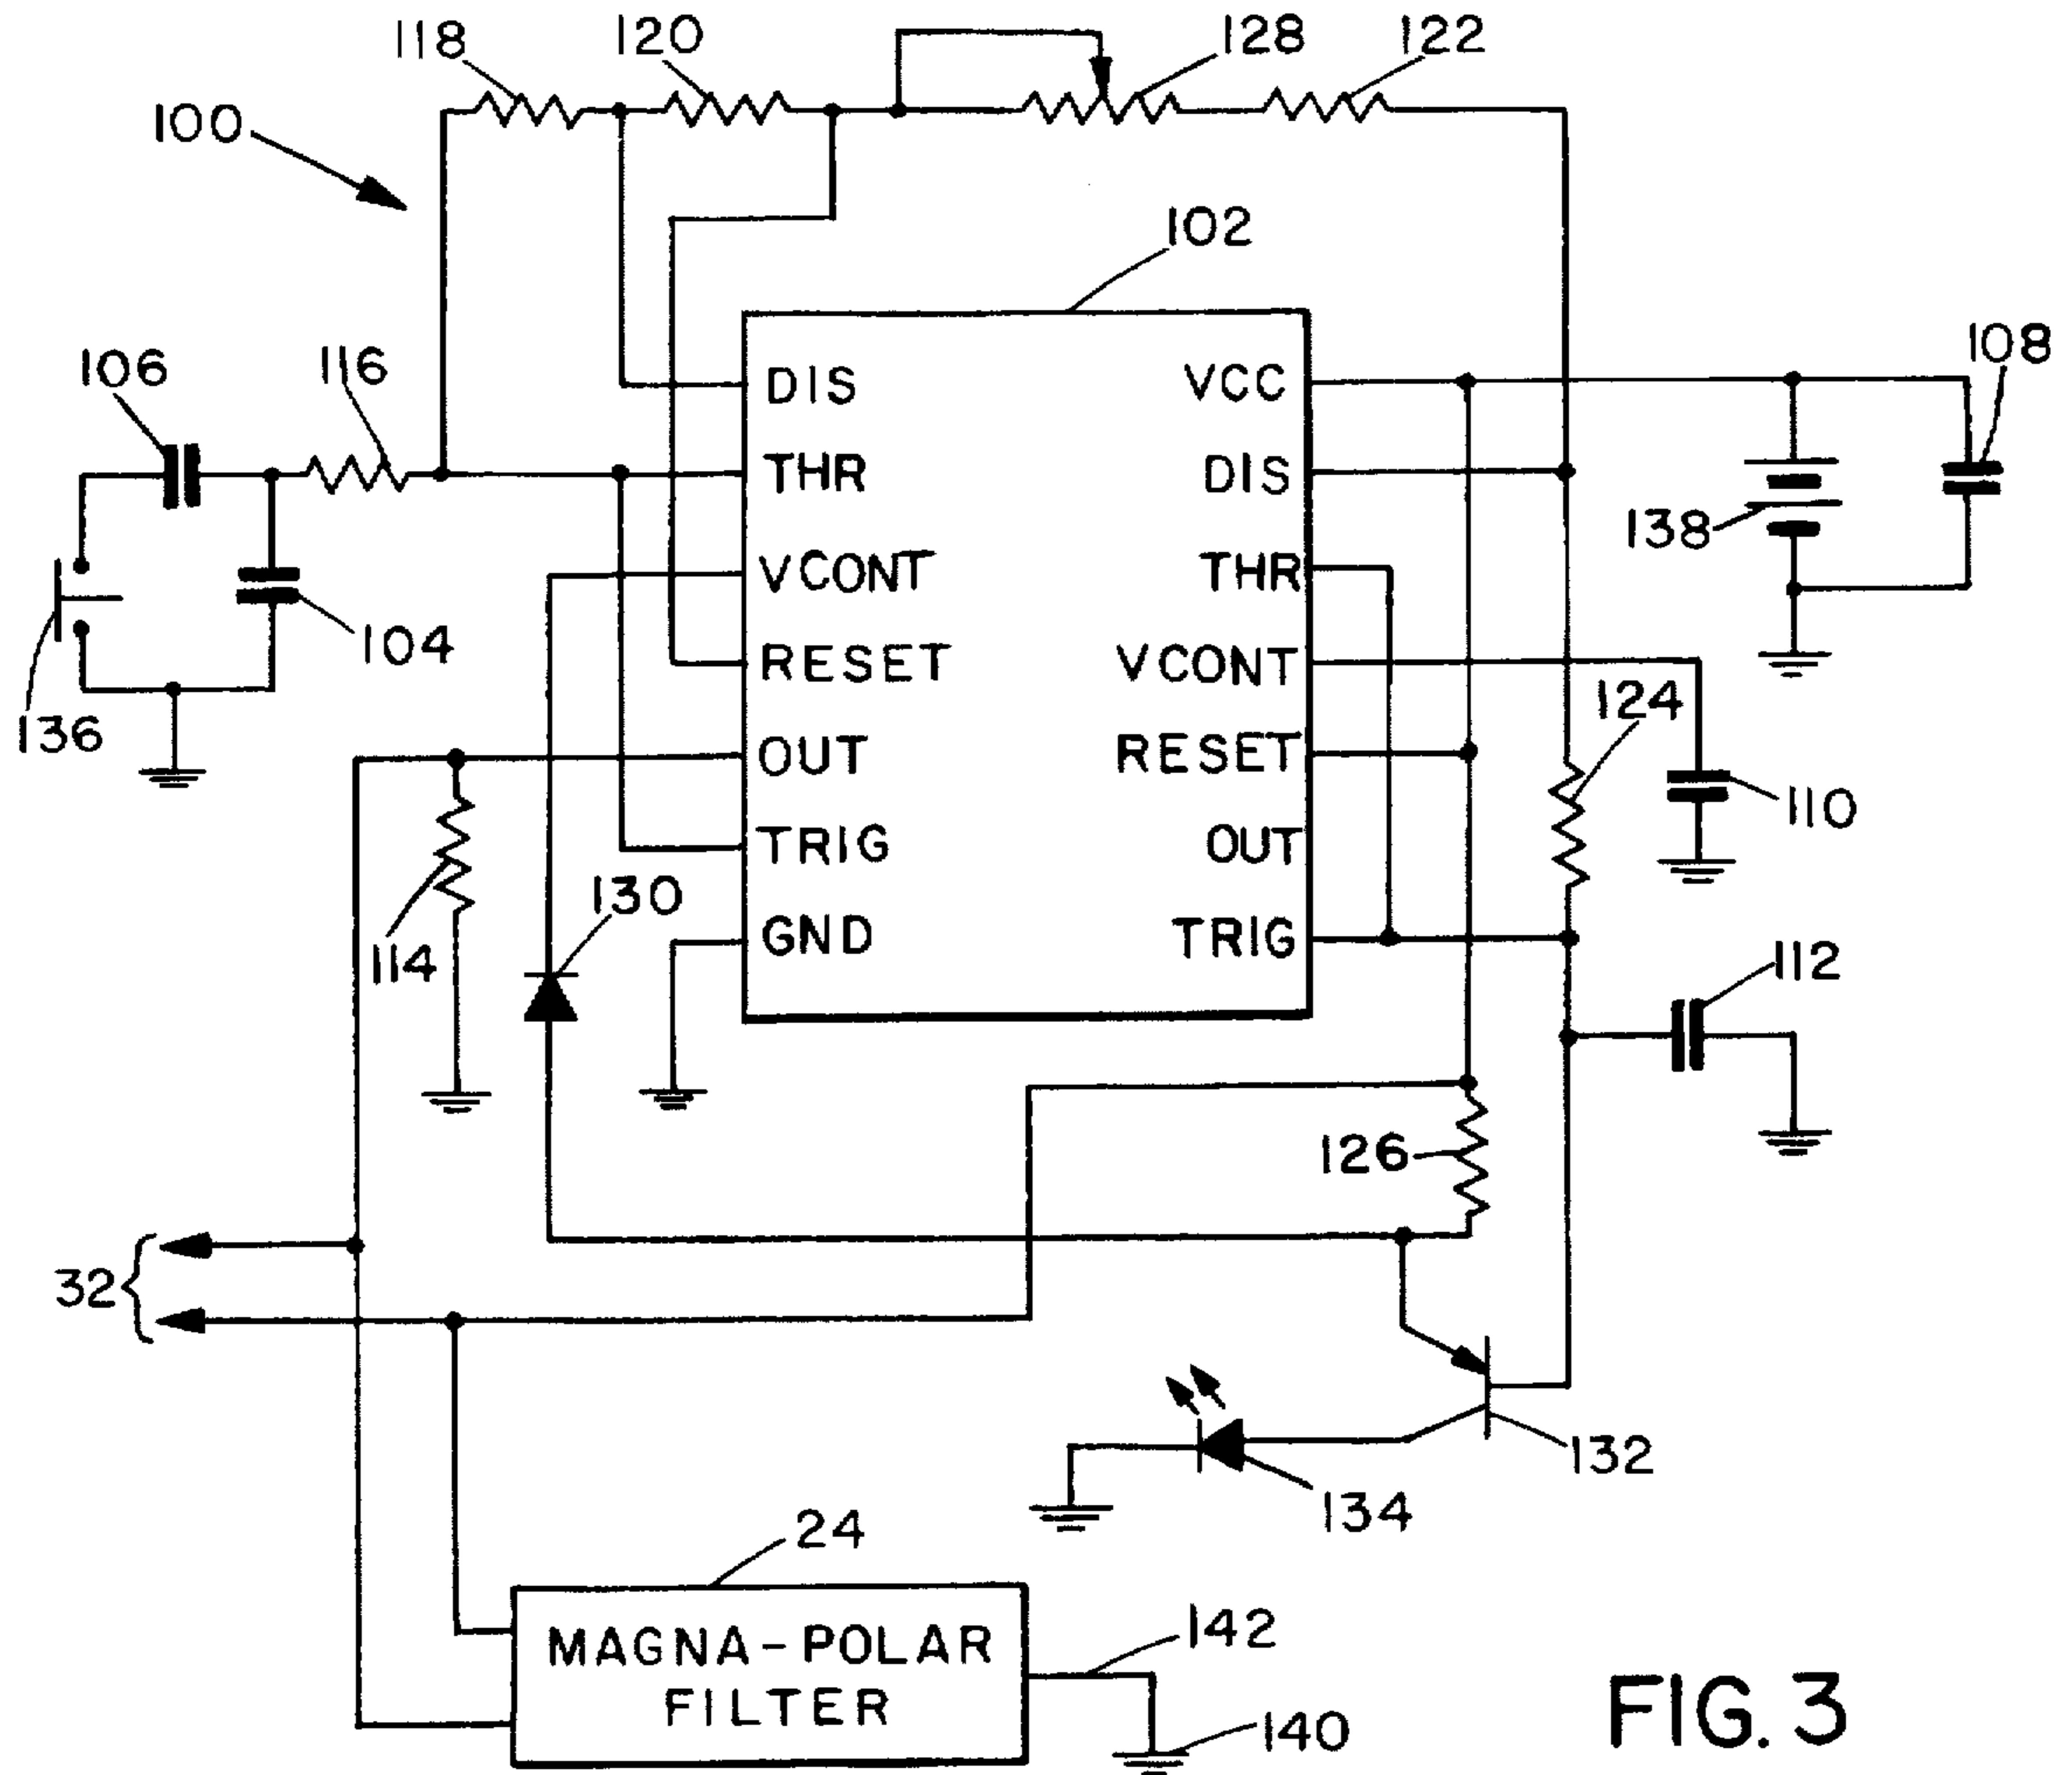 118
120
128
122
100
102
106
116
108
DIS
VCC
THR
DIS
138
VCONT
THR
104
RESET
VCONT
124
136
OUT
RESET
110
TRIG
OUT
130
114
GND
TRIG
112
126
32
132
134
24
MAGNA-POLAR
FILTER
142
140
FIG. 3